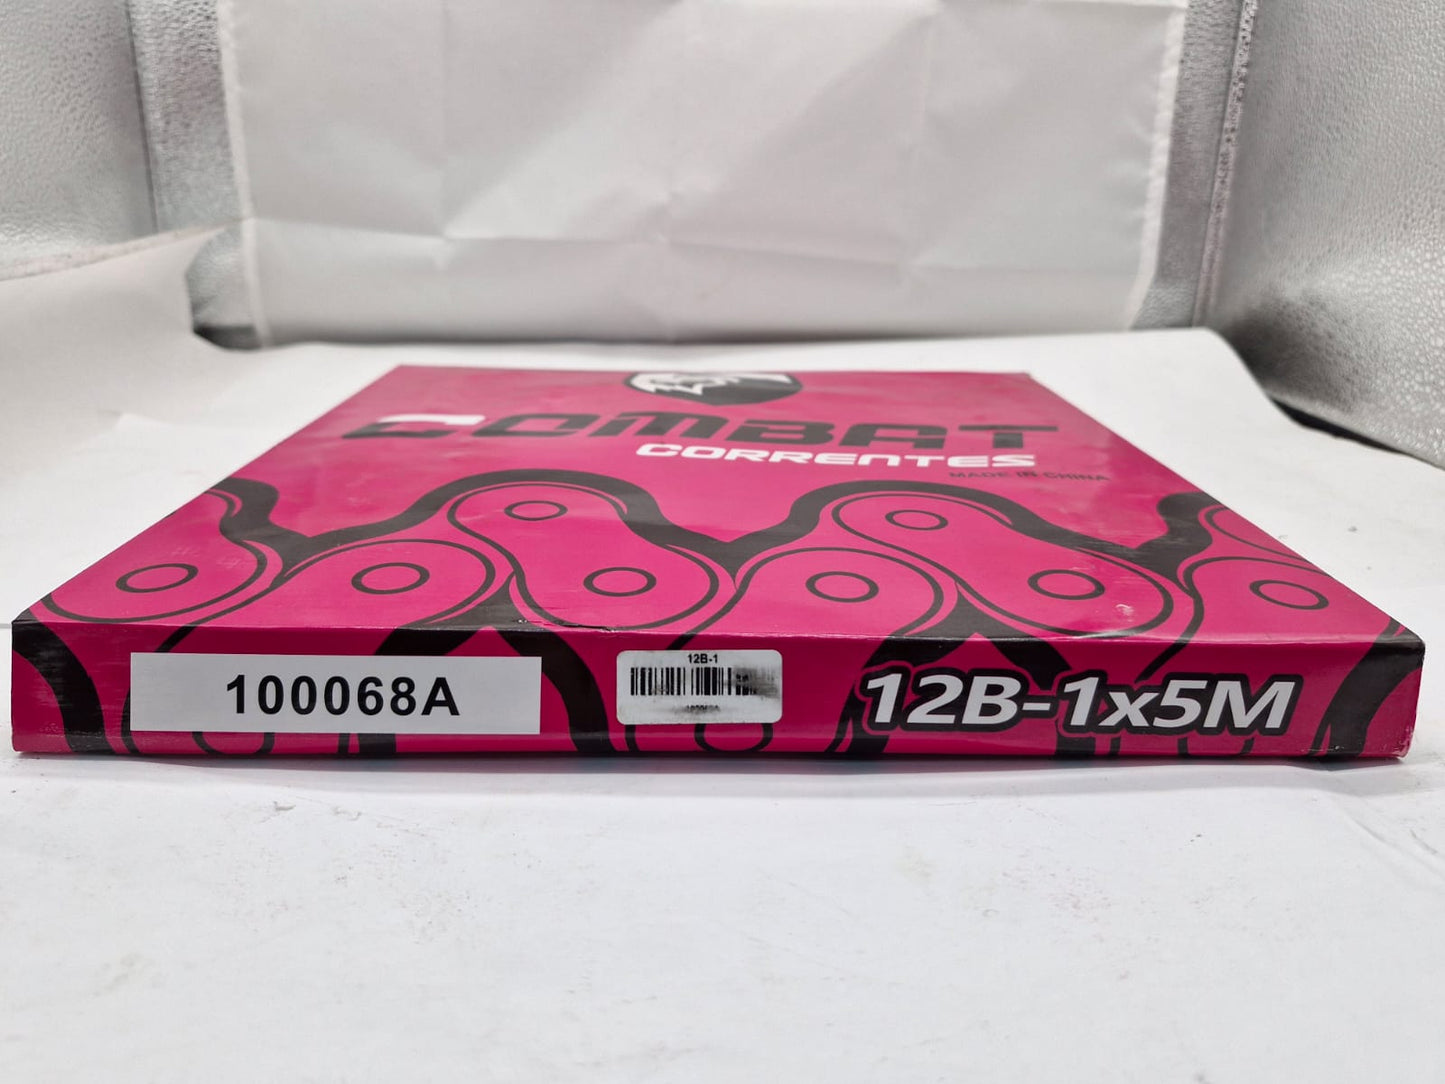 COMBAT
CORRENTES
MADE IN CHINA
100068A
12B-1
12B-1x5M